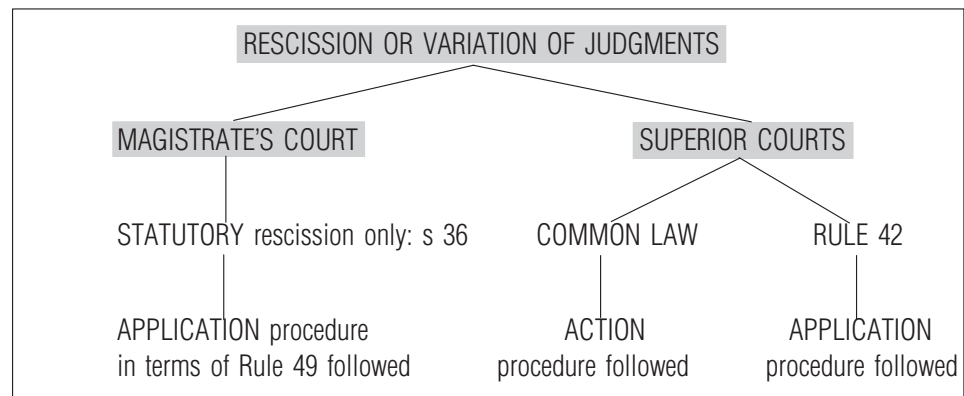 RESCISSION OR VARIATION OF JUDGMENTS
MAGISTRATE'S COURT
SUPERIOR COURTS
STATUTORY rescission only: s 36
COMMON LAW
RULE 42
APPLICATION procedure
in terms of Rule 49 followed
ACTION
procedure followed
APPLICATION
procedure followed